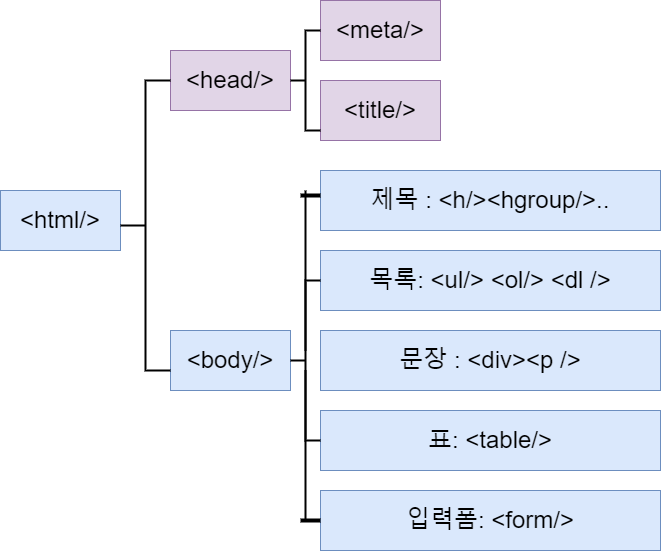 <meta/>
<head/>
<title/>
<html/>
제목 : <h/><hgroup/>..
목록: <ul/> <ol/> <dl />
<body/>
문장 : <div><p />
표: <table/>
입력폼: <form/>